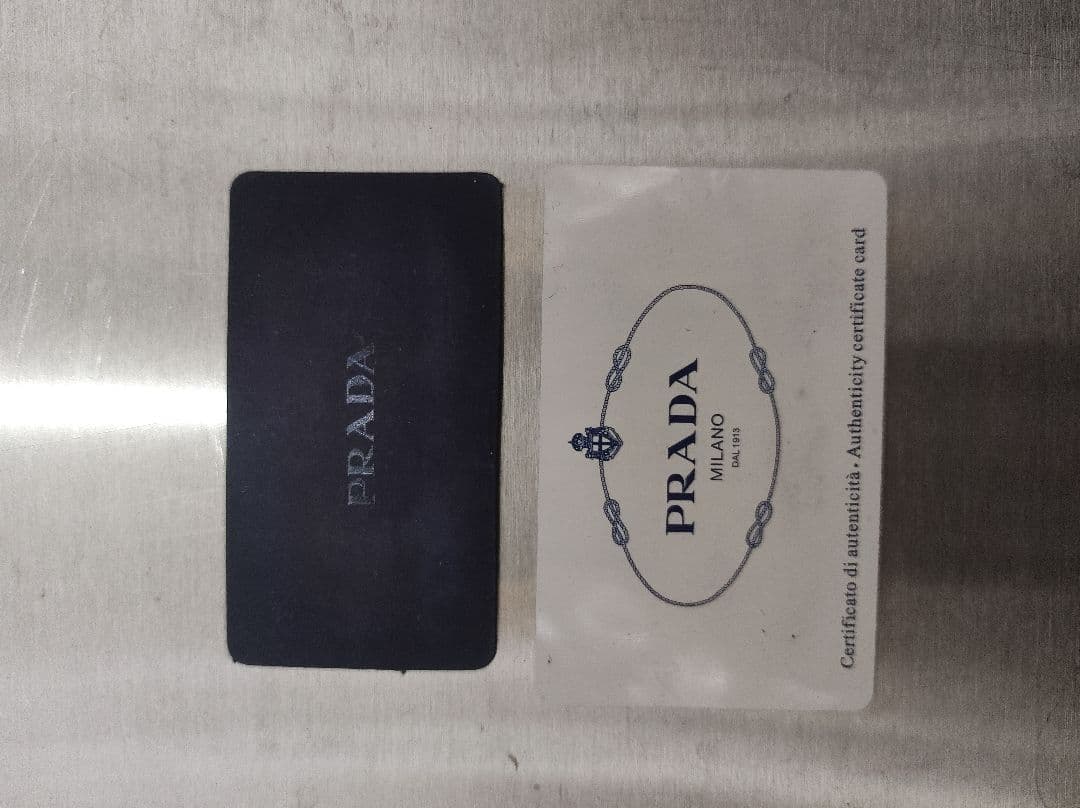 PRADA
PRADA
MILANO
DAL 1913
Certificato di autenticità • Authenticity certificate card